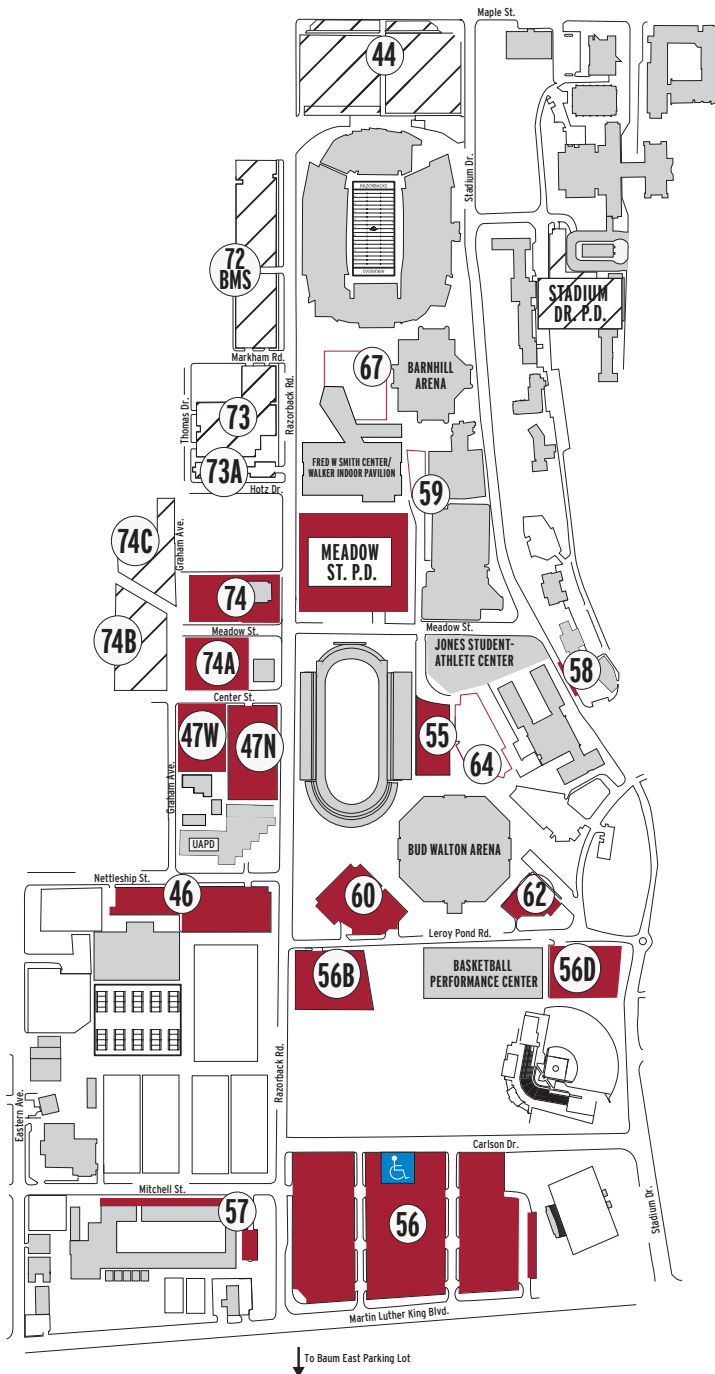 Maple St.
44
Stadium Dr.
RAZORBACKS
ARKANSAS
72
BMS
STADIUM
DR. P.D.
Markham Rd.
67
BARNHILL
ARENA
Thomas Dr.
Razorback Rd.
73
73A
Hotz Dr.
FRED W SMITH CENTER/
WALKER INDOOR PAVILION
59
74C
Graham Ave.
MEADOW
ST. P.D.
74
74B
Meadow St.
Meadow St.
74A
JONES STUDENT-
ATHLETE CENTER
58
Center St.
47W
47N
55
64
Graham Ave.
UAPD
BUD WALTON ARENA
Nettleship St.
46
60
62
Leroy Pond Rd.
56B
BASKETBALL
PERFORMANCE CENTER
56D
Razorback Rd.
Eastern Ave.
Carlson Dr.
Mitchell St.
57
56
Stadium Dr.
Martin Luther King Blvd.
To Baum East Parking Lot